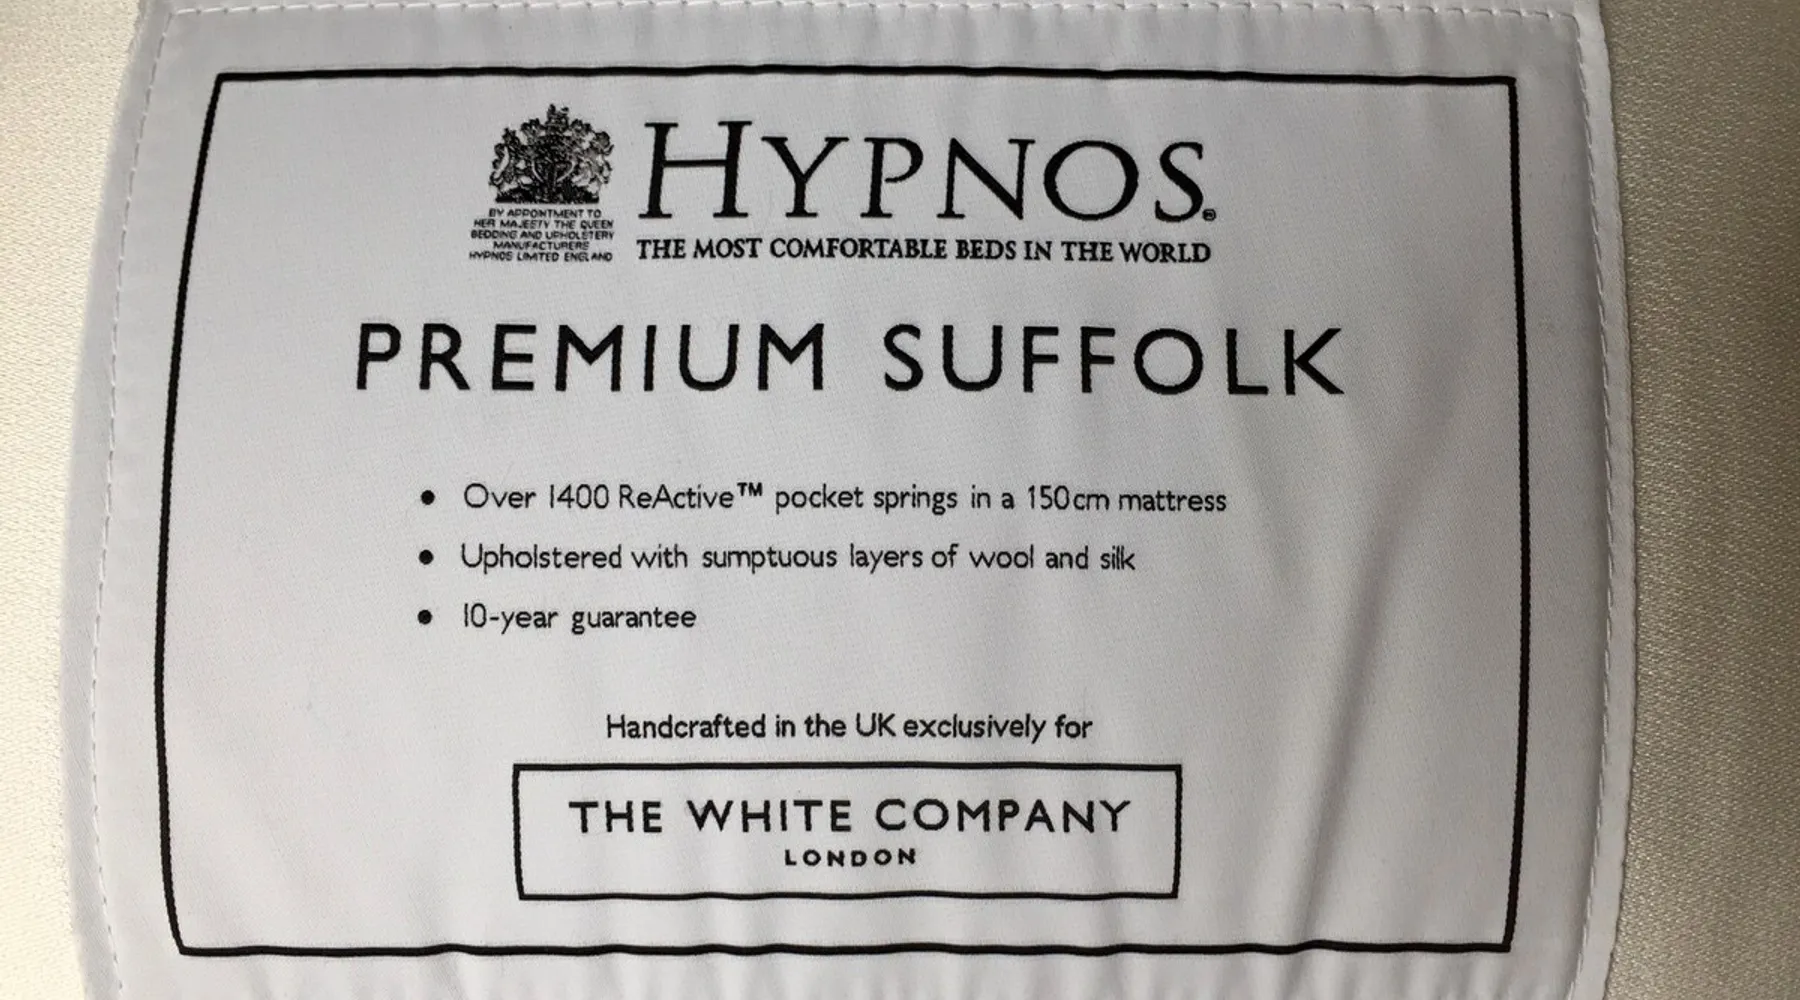 HYPNOS®
BY APPOINTMENT TO
HER MAJESTY THE QUEEN
BEDDING AND UPHOLSTERY
MANUFACTURERS
HYPNOS LIMITED ENGLAND
THE MOST COMFORTABLE BEDS IN THE WORLD
PREMIUM SUFFOLK
• Over 1400 ReActive™ pocket springs in a 150cm mattress
• Upholstered with sumptuous layers of wool and silk
• 10-year guarantee
Handcrafted in the UK exclusively for
THE WHITE COMPANY
LONDON